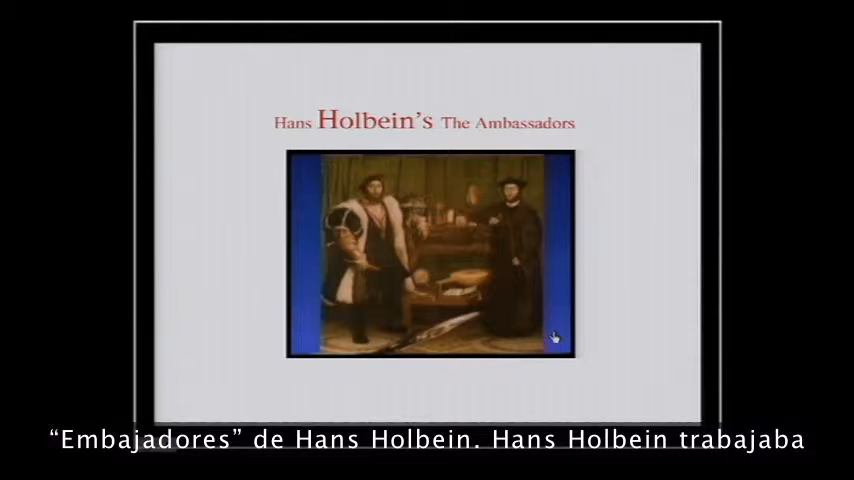 Hans Holbein's The Ambassadors
“Embajadores” de Hans Holbein. Hans Holbein trabajaba